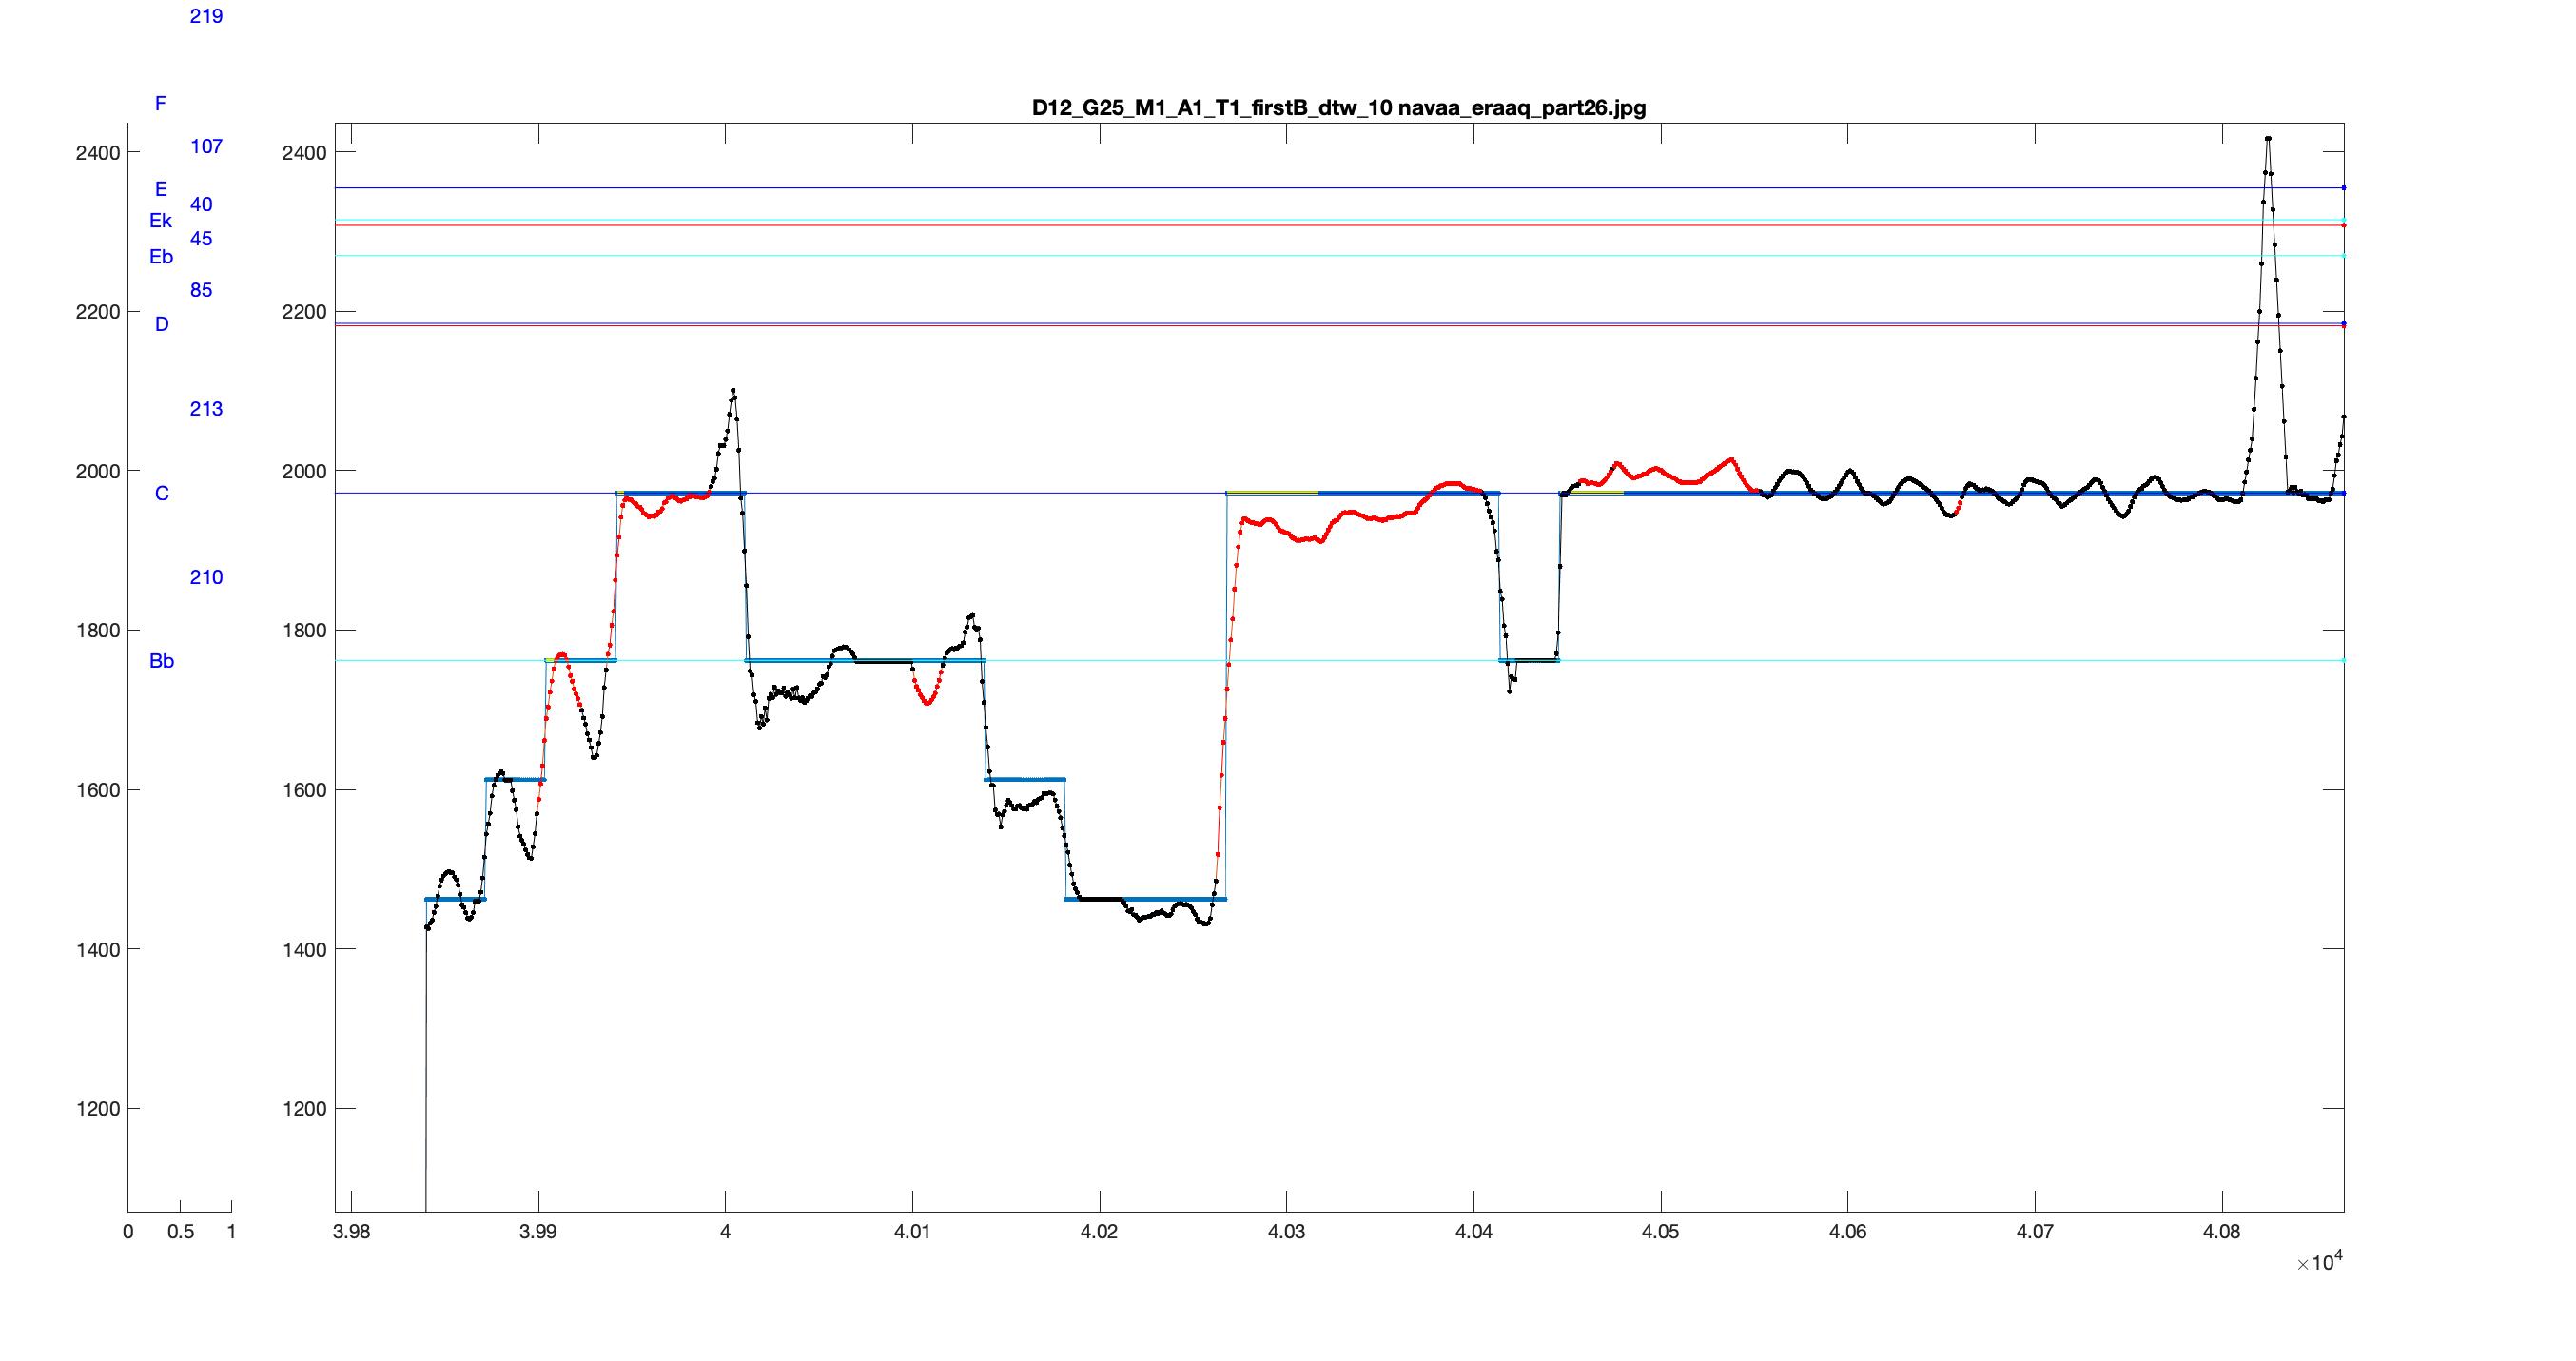 219
F
D12_G25_M1_A1_T1_firstB_dtw_10 navaa_eraaq_part26.jpg
107
2400 2400
E
40
Ek
45
Eb
85
2200 D 2200
213
2000 2000
C
210
1800 1800
Bb
1600 1600
1400 1400
1200 1200
0 0.5 1 3.98 3.99 4 4.01 4.02 4.03 4.04 4.05 4.06 4.07 4.08
×10^4